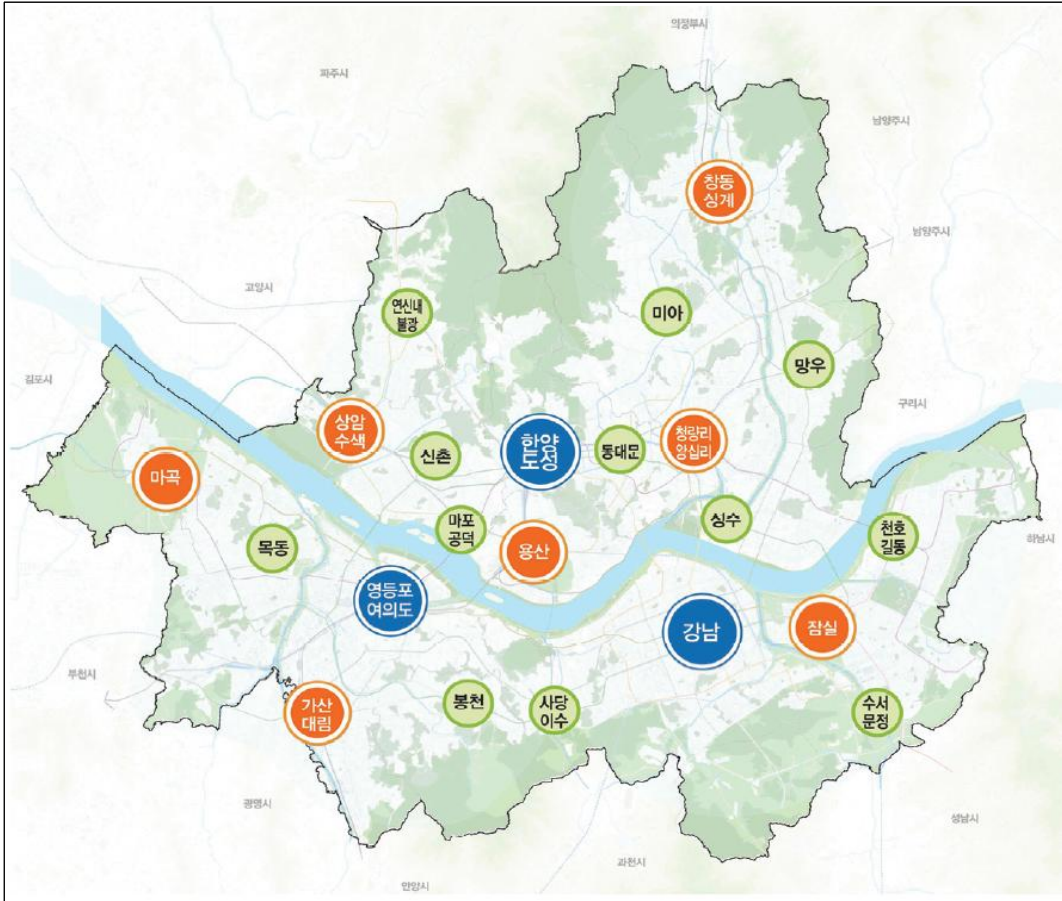 의정부시
파주시
남양주시
창동
상계
남양주시
고양시
연신내
불광
미아
망우
김포시
구리시
상암
수색
신촌
한양
도성
동대문
청량리
왕십리
마곡
마포
공덕
용산
성수
천호
길동
목동
하남시
영등포
여의도
강남
잠실
부천시
가산
대림
봉천
사당
이수
수서
문정
광명시
성남시
과천시
안양시